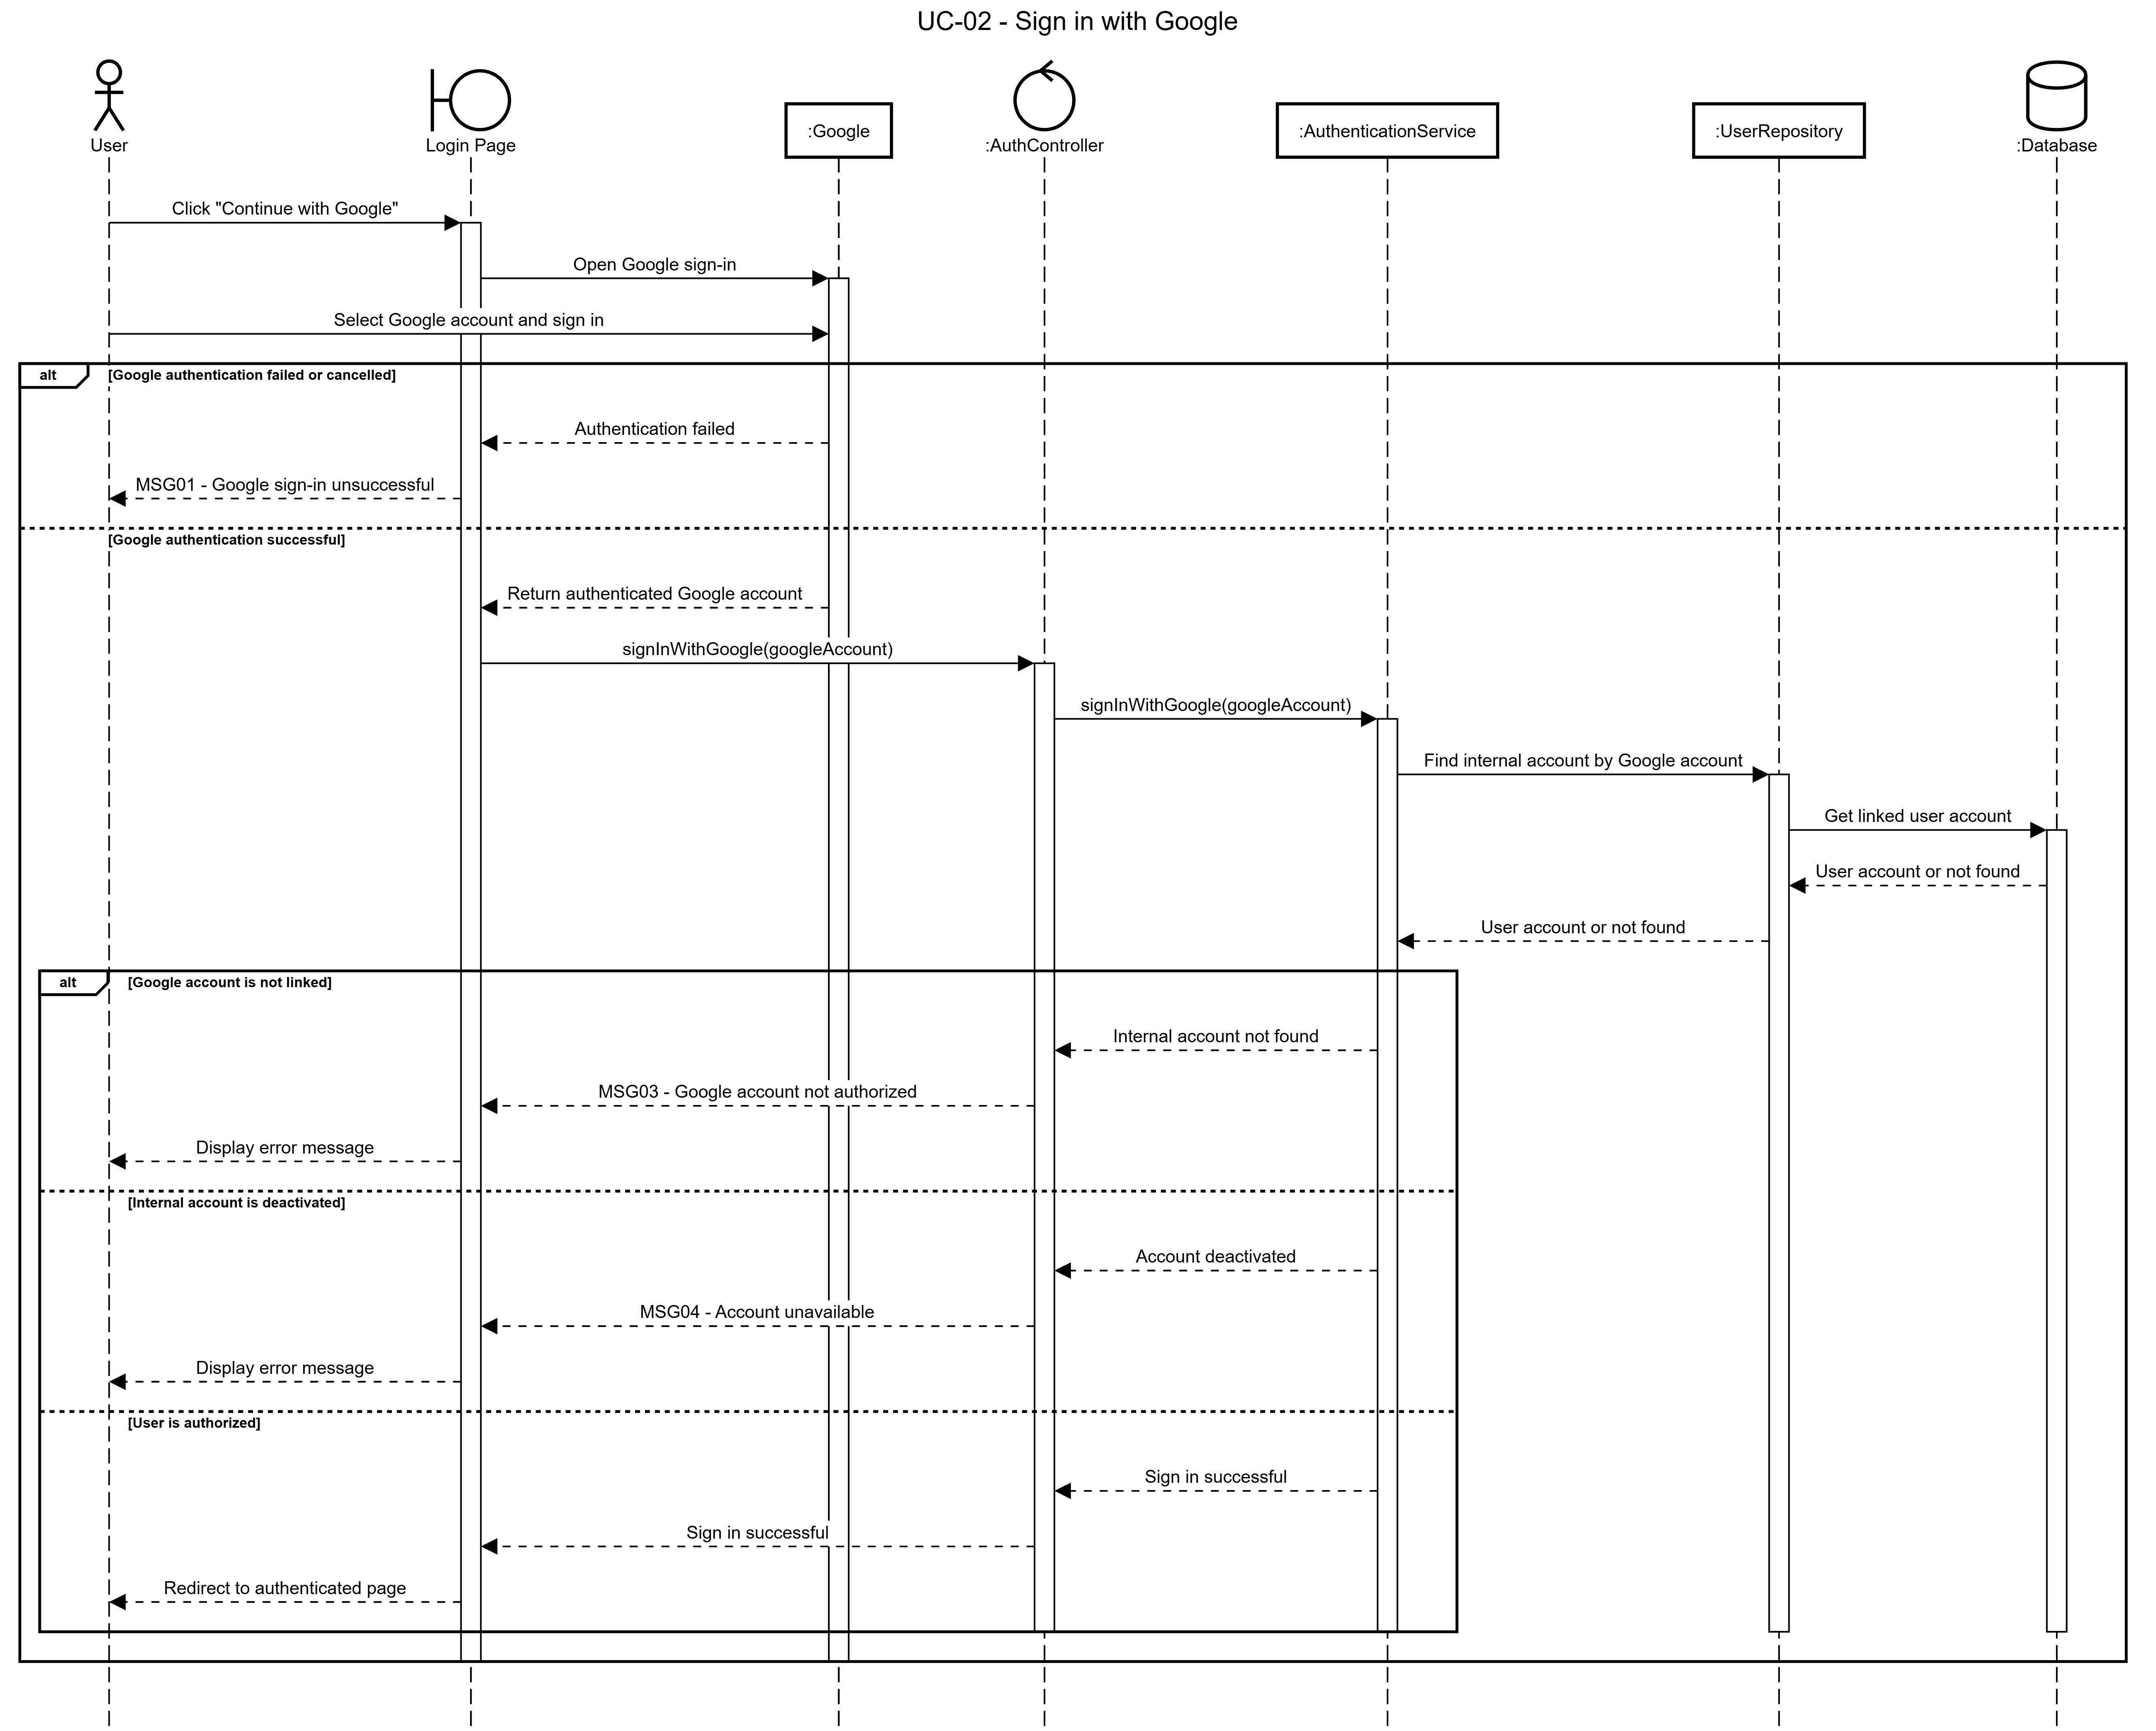 UC-02 - Sign in with Google
User
Login Page
:Google
:AuthController
:AuthenticationService
:UserRepository
:Database
Click "Continue with Google"
Open Google sign-in
Select Google account and sign in
alt
[Google authentication failed or cancelled]
Authentication failed
MSG01 - Google sign-in unsuccessful
[Google authentication successful]
Return authenticated Google account
signInWithGoogle(googleAccount)
signInWithGoogle(googleAccount)
Find internal account by Google account
Get linked user account
User account or not found
User account or not found
alt
[Google account is not linked]
Internal account not found
MSG03 - Google account not authorized
Display error message
[Internal account is deactivated]
Account deactivated
MSG04 - Account unavailable
Display error message
[User is authorized]
Sign in successful
Sign in successful
Redirect to authenticated page